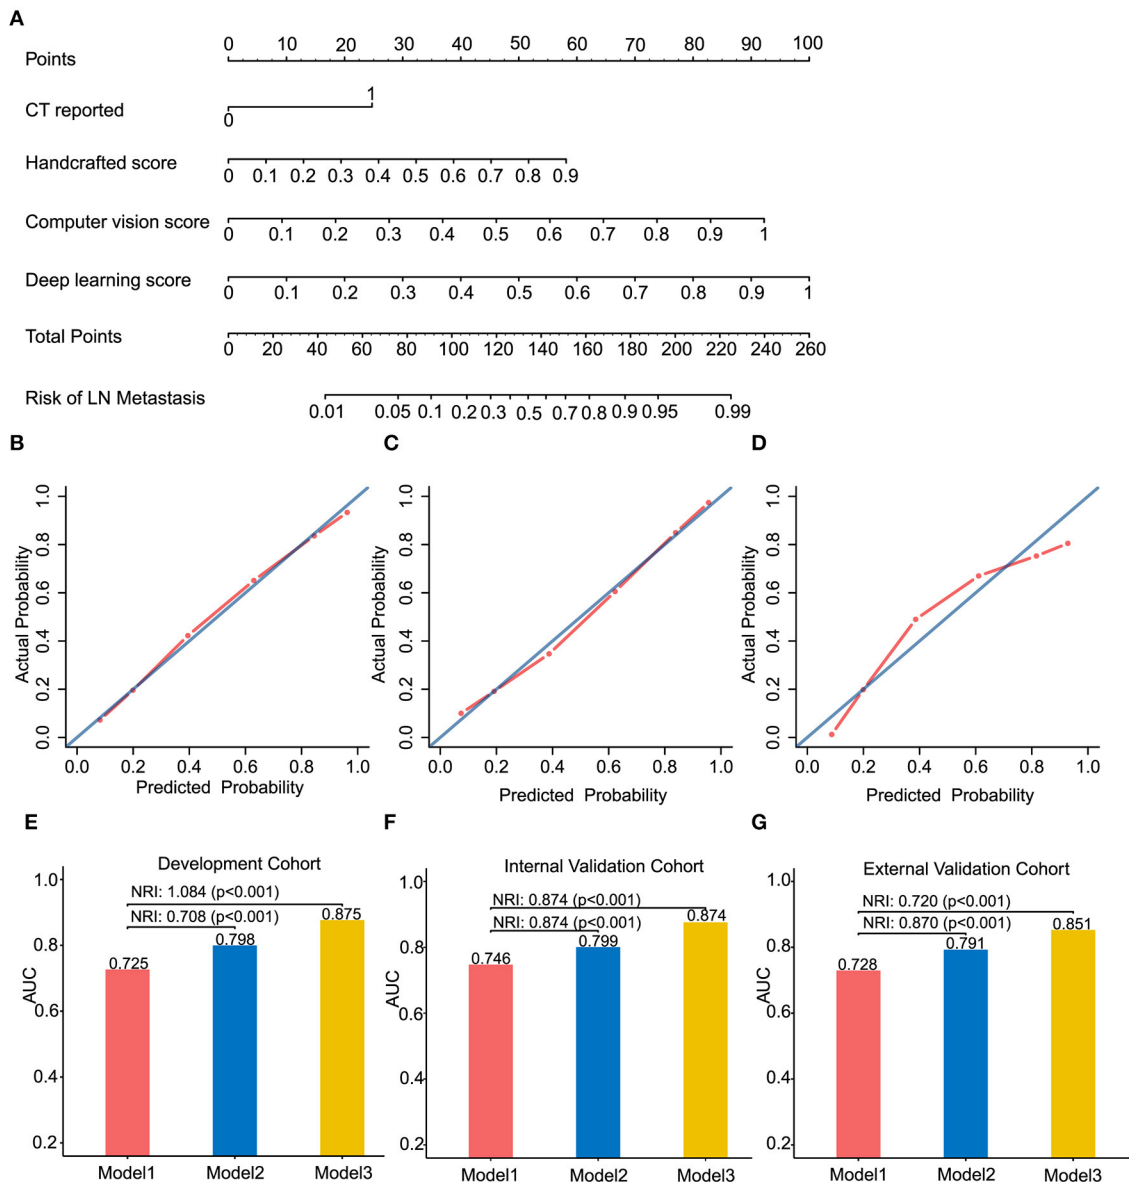 A
Points
0 10 20 30 40 50 60 70 80 90 100
CT reported
1
0
Handcrafted score
0 0.1 0.2 0.3 0.4 0.5 0.6 0.7 0.8 0.9
Computer vision score
0 0.1 0.2 0.3 0.4 0.5 0.6 0.7 0.8 0.9 1
Deep learning score
0 0.1 0.2 0.3 0.4 0.5 0.6 0.7 0.8 0.9 1
Total Points
0 20 40 60 80 100 120 140 160 180 200 220 240 260
Risk of LN Metastasis
0.01 0.05 0.1 0.2 0.3 0.5 0.7 0.8 0.9 0.95 0.99
B
Actual Probability
1.0
0.8
0.6
0.4
0.2
0.0
0.0 0.2 0.4 0.6 0.8 1.0
Predicted Probability
C
Actual Probability
1.0
0.8
0.6
0.4
0.2
0.0
0.0 0.2 0.4 0.6 0.8 1.0
Predicted Probability
D
Actual Probability
1.0
0.8
0.6
0.4
0.2
0.0
0.0 0.2 0.4 0.6 0.8 1.0
Predicted Probability
E
Development Cohort
NRI: 1.084 (p<0.001)
NRI: 0.708 (p<0.001)
0.725
0.798
0.875
AUC
1.0
0.8
0.6
0.4
0.2
Model1 Model2 Model3
F
Internal Validation Cohort
NRI: 0.874 (p<0.001)
NRI: 0.874 (p<0.001)
0.746
0.799
0.874
AUC
1.0
0.8
0.6
0.4
0.2
Model1 Model2 Model3
G
External Validation Cohort
NRI: 0.720 (p<0.001)
NRI: 0.870 (p<0.001)
0.728
0.791
0.851
AUC
1.0
0.8
0.6
0.4
0.2
Model1 Model2 Model3